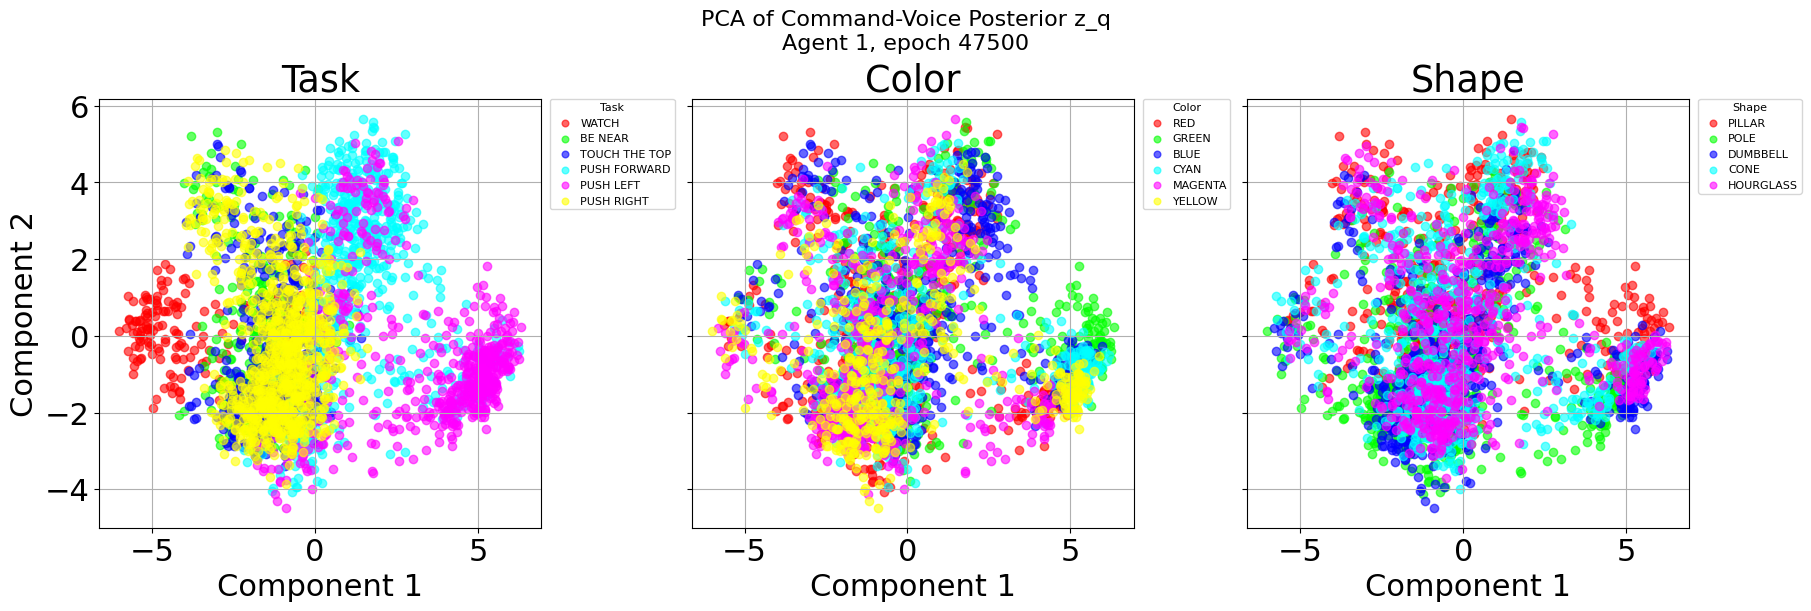 PCA of Command-Voice Posterior z_q
Agent 1, epoch 47500
Task
Component 2
6
4
2
0
−2
−4
−5
0
5
Component 1
Task
WATCH
BE NEAR
TOUCH THE TOP
PUSH FORWARD
PUSH LEFT
PUSH RIGHT
Color
−5
0
5
Component 1
Color
RED
GREEN
BLUE
CYAN
MAGENTA
YELLOW
Shape
−5
0
5
Component 1
Shape
PILLAR
POLE
DUMBBELL
CONE
HOURGLASS